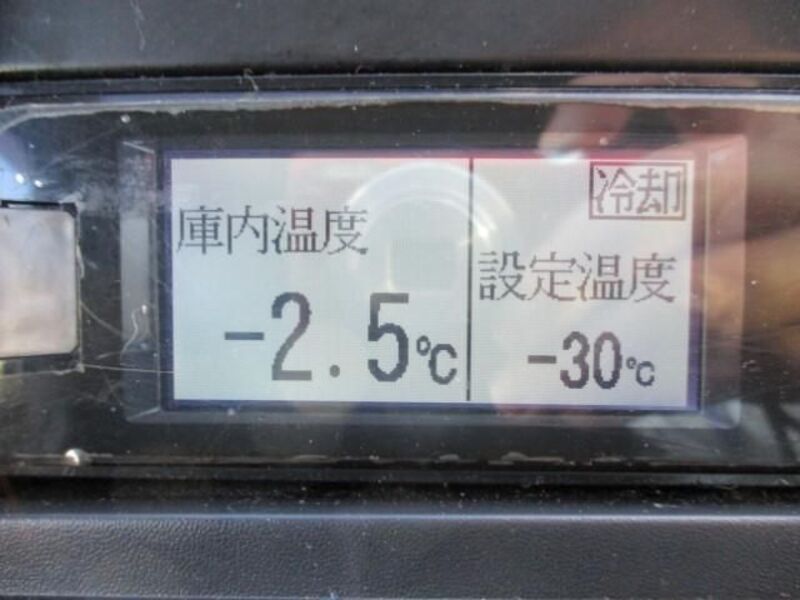 庫内温度
-2.5℃
冷却
設定温度
-30℃